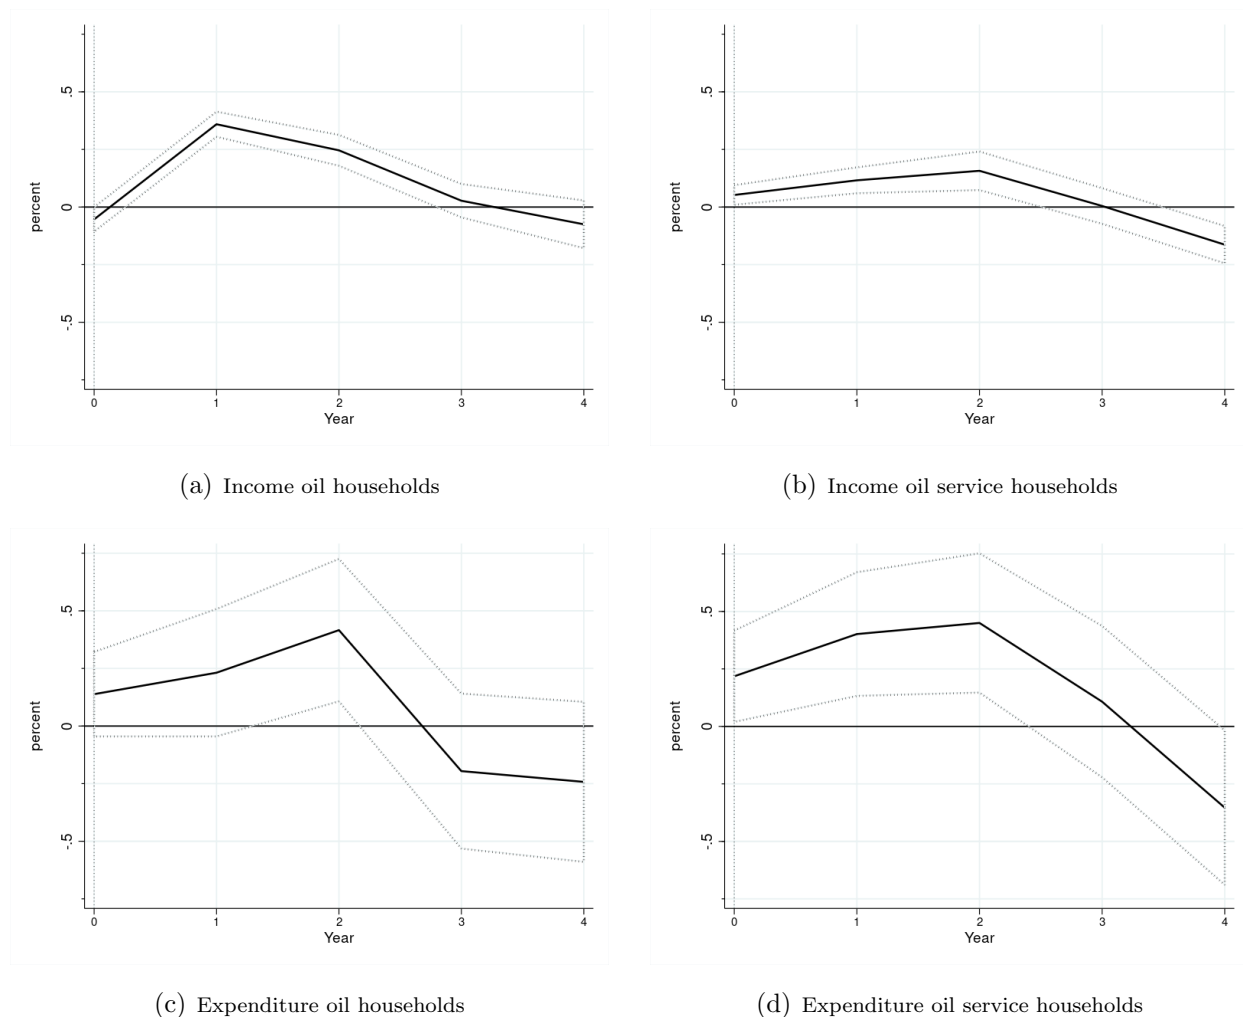 .5
0
-.5
percent
0 1 2 3 4
Year
(a) Income oil households
.5
0
-.5
percent
0 1 2 3 4
Year
(b) Income oil service households
.5
0
-.5
percent
0 1 2 3 4
Year
(c) Expenditure oil households
.5
0
-.5
percent
0 1 2 3 4
Year
(d) Expenditure oil service households